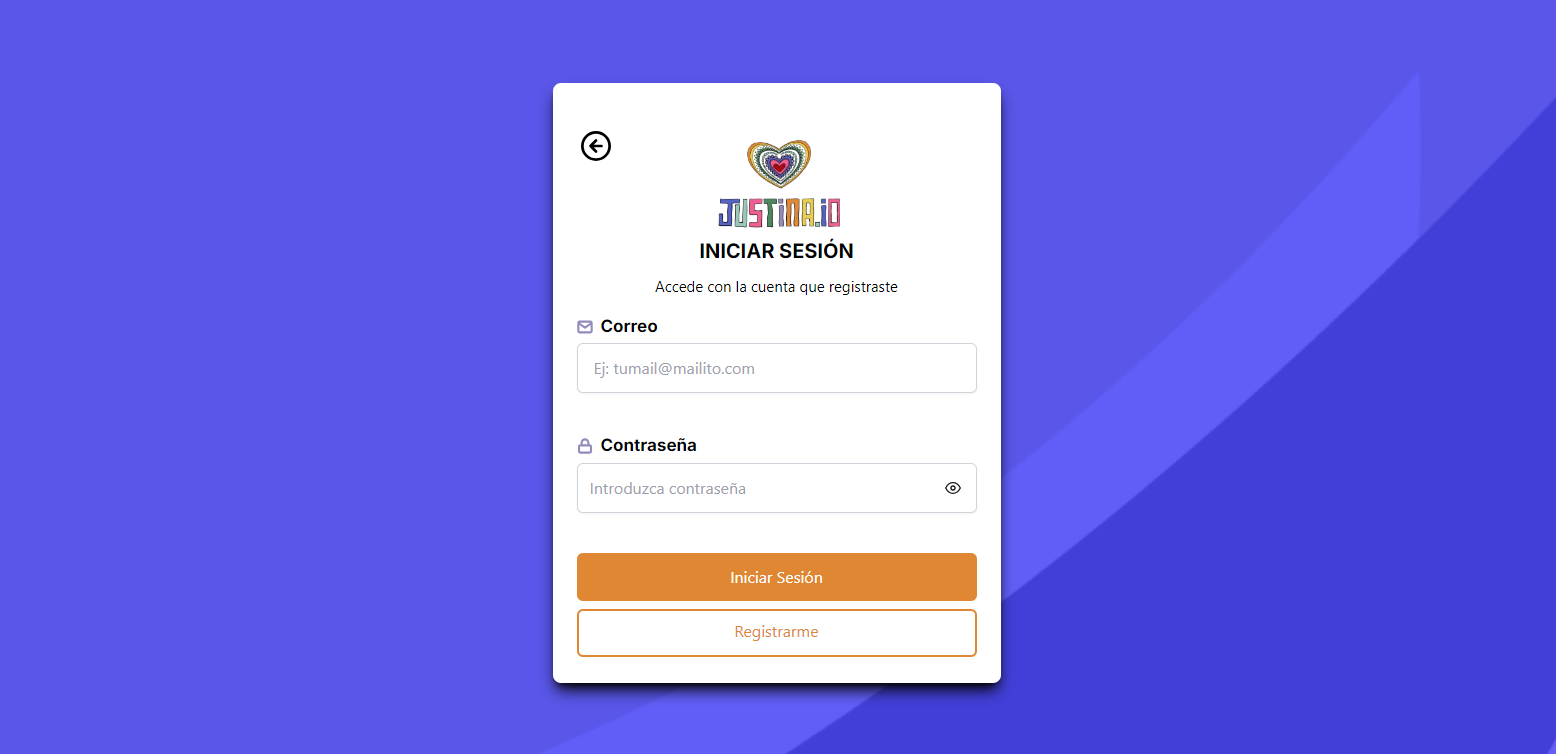 JUSTINA.IO
INICIAR SESIÓN
Accede con la cuenta que registraste
Correo
Ej: tumail@mailito.com
Contraseña
Introduzca contraseña
Iniciar Sesión
Registrarme